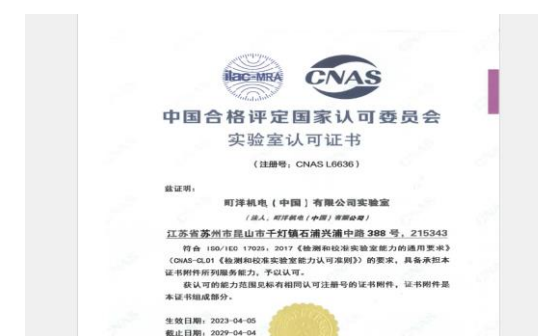 ilac-MRA
CNAS
中国合格评定国家认可委员会
实验室认可证书
(注册号:CNAS L6636)
兹证明:
町洋机电(中国)有限公司实验室
(法人:町洋机电(中国)有限公司)
江苏省苏州市昆山市千灯镇石浦兴浦中路 388 号,215343
符合 ISO/IEC 17025:2017《检测和校准实验室能力的通用要求》
(CNAS-CL01《检测和校准实验室能力认可准则》)的要求,具备承担本
证书附件所列服务能力,予以认可。
获认可的能力范围见标有相同认可注册号的证书附件,证书附件是
本证书组成部分。
生效日期:2023-04-05
截止日期:2029-04-04